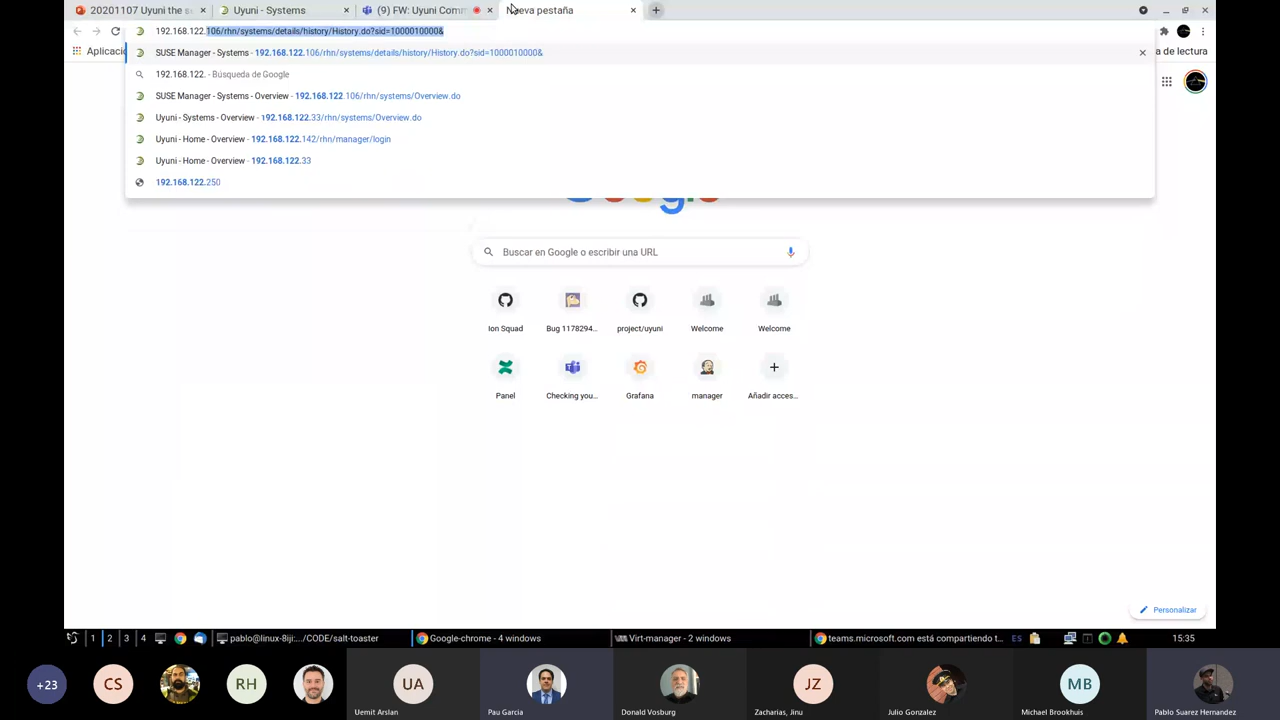 20201107 Uyuni the s
Uyuni - Systems
(9) FW: Uyuni Com
Nueva pestaña
192.168.122.106/rhn/systems/details/history/History.do?sid=1000010000&
Aplicaci
SUSE Manager - Systems - 192.168.122.106/rhn/systems/details/history/History.do?sid=1000010000&
da de lectura
192.168.122. - Búsqueda de Google
SUSE Manager - Systems - Overview - 192.168.122.106/rhn/systems/Overview.do
Uyuni - Systems - Overview - 192.168.122.33/rhn/systems/Overview.do
Uyuni - Home - Overview - 192.168.122.142/rhn/manager/login
Uyuni - Home - Overview - 192.168.122.33
192.168.122.250
Buscar en Google o escribir una URL
Ion Squad
Bug 1178294...
project/uyuni
Welcome
Welcome
Panel
Checking you...
Grafana
manager
Añadir acces...
Personalizar
1 2 3 4
pablo@linux-8iji:.../CODE/salt-toaster
Google-chrome - 4 windows
Virt-manager - 2 windows
teams.microsoft.com está compartiendo t...
ES
15:35
+23
CS
RH
UA
JZ
MB
Uemit Arslan
Pau Garcia
Donald Vosburg
Zacharias, Jinu
Julio Gonzalez
Michael Brookhuis
Pablo Suarez Hernandez